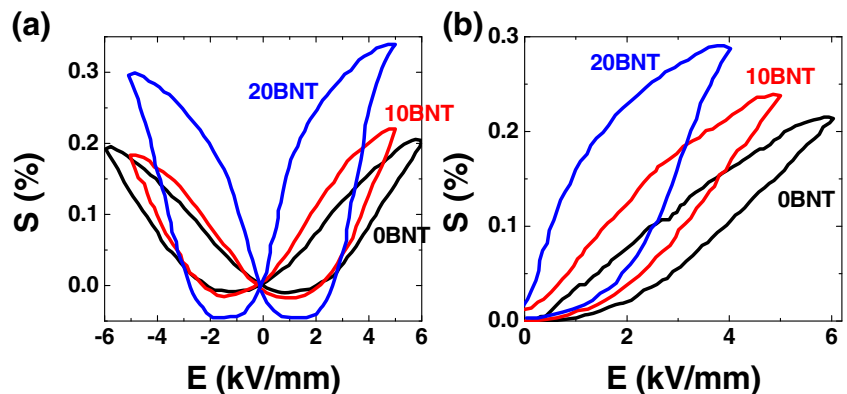 (a)
(b)
0.3
0.2
0.1
0.0
S (%)
-6 -4 -2 0 2 4 6
E (kV/mm)
20BNT
10BNT
0BNT
0.3
0.2
0.1
0.0
S (%)
0 2 4 6
E (kV/mm)
20BNT
10BNT
0BNT